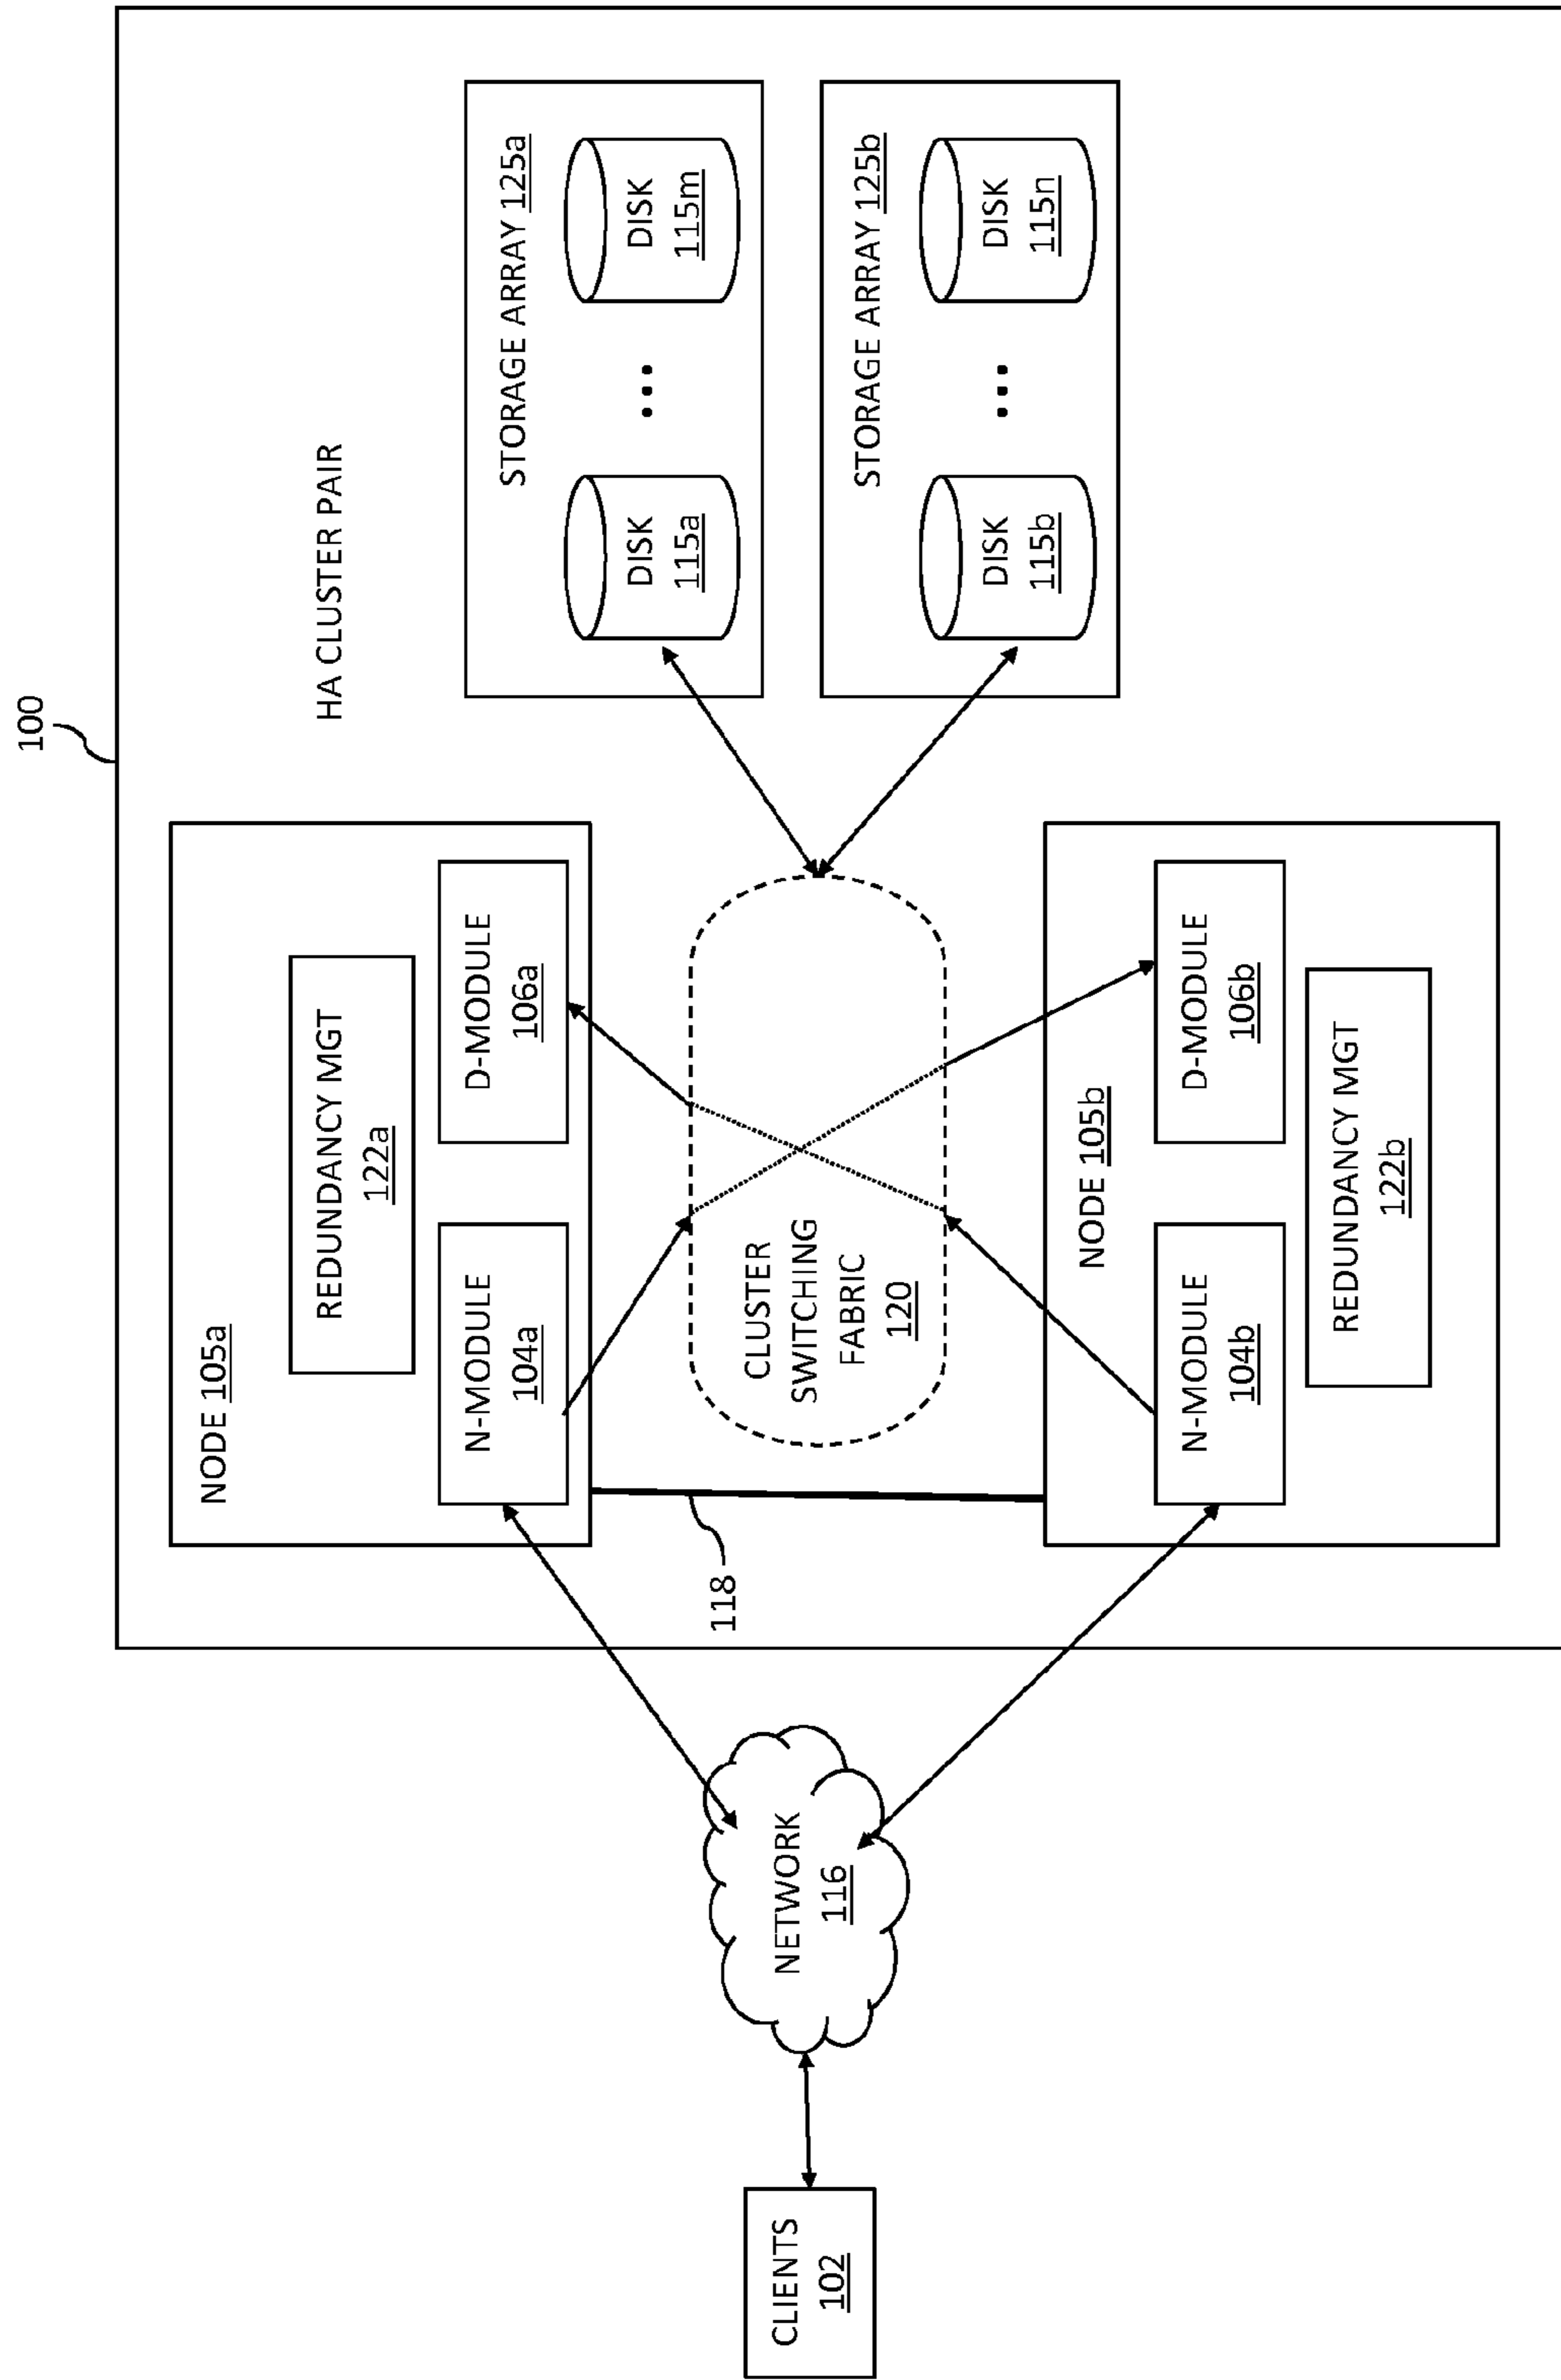 100
HA CLUSTER PAIR
NODE 105a
REDUNDANCY MGT
122a
N-MODULE
104a
D-MODULE
106a
STORAGE ARRAY 125a
DISK
115a
...
DISK
115m
CLIENTS
102
NETWORK
116
118
CLUSTER
SWITCHING
FABRIC
120
STORAGE ARRAY 125b
DISK
115b
...
DISK
115n
NODE 105b
N-MODULE
104b
D-MODULE
106b
REDUNDANCY MGT
122b